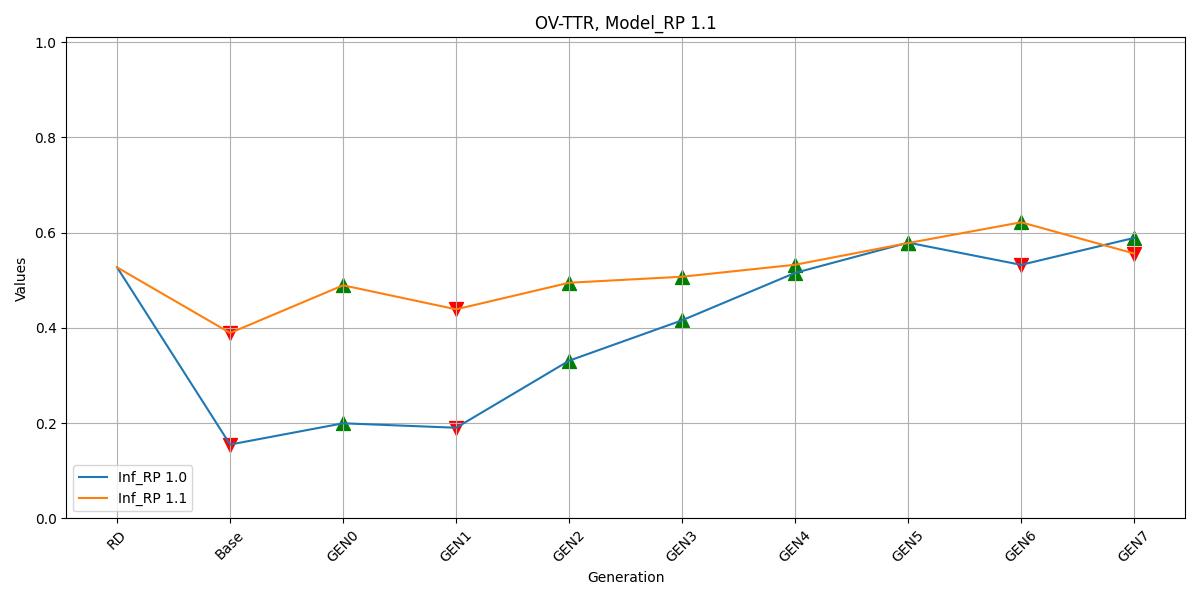 OV-TTR, Model_RP 1.1
1.0
0.8
0.6
0.4
0.2
0.0
Values
Inf_RP 1.0
Inf_RP 1.1
RD
Base
GEN0
GEN1
GEN2
GEN3
GEN4
GEN5
GEN6
GEN7
Generation